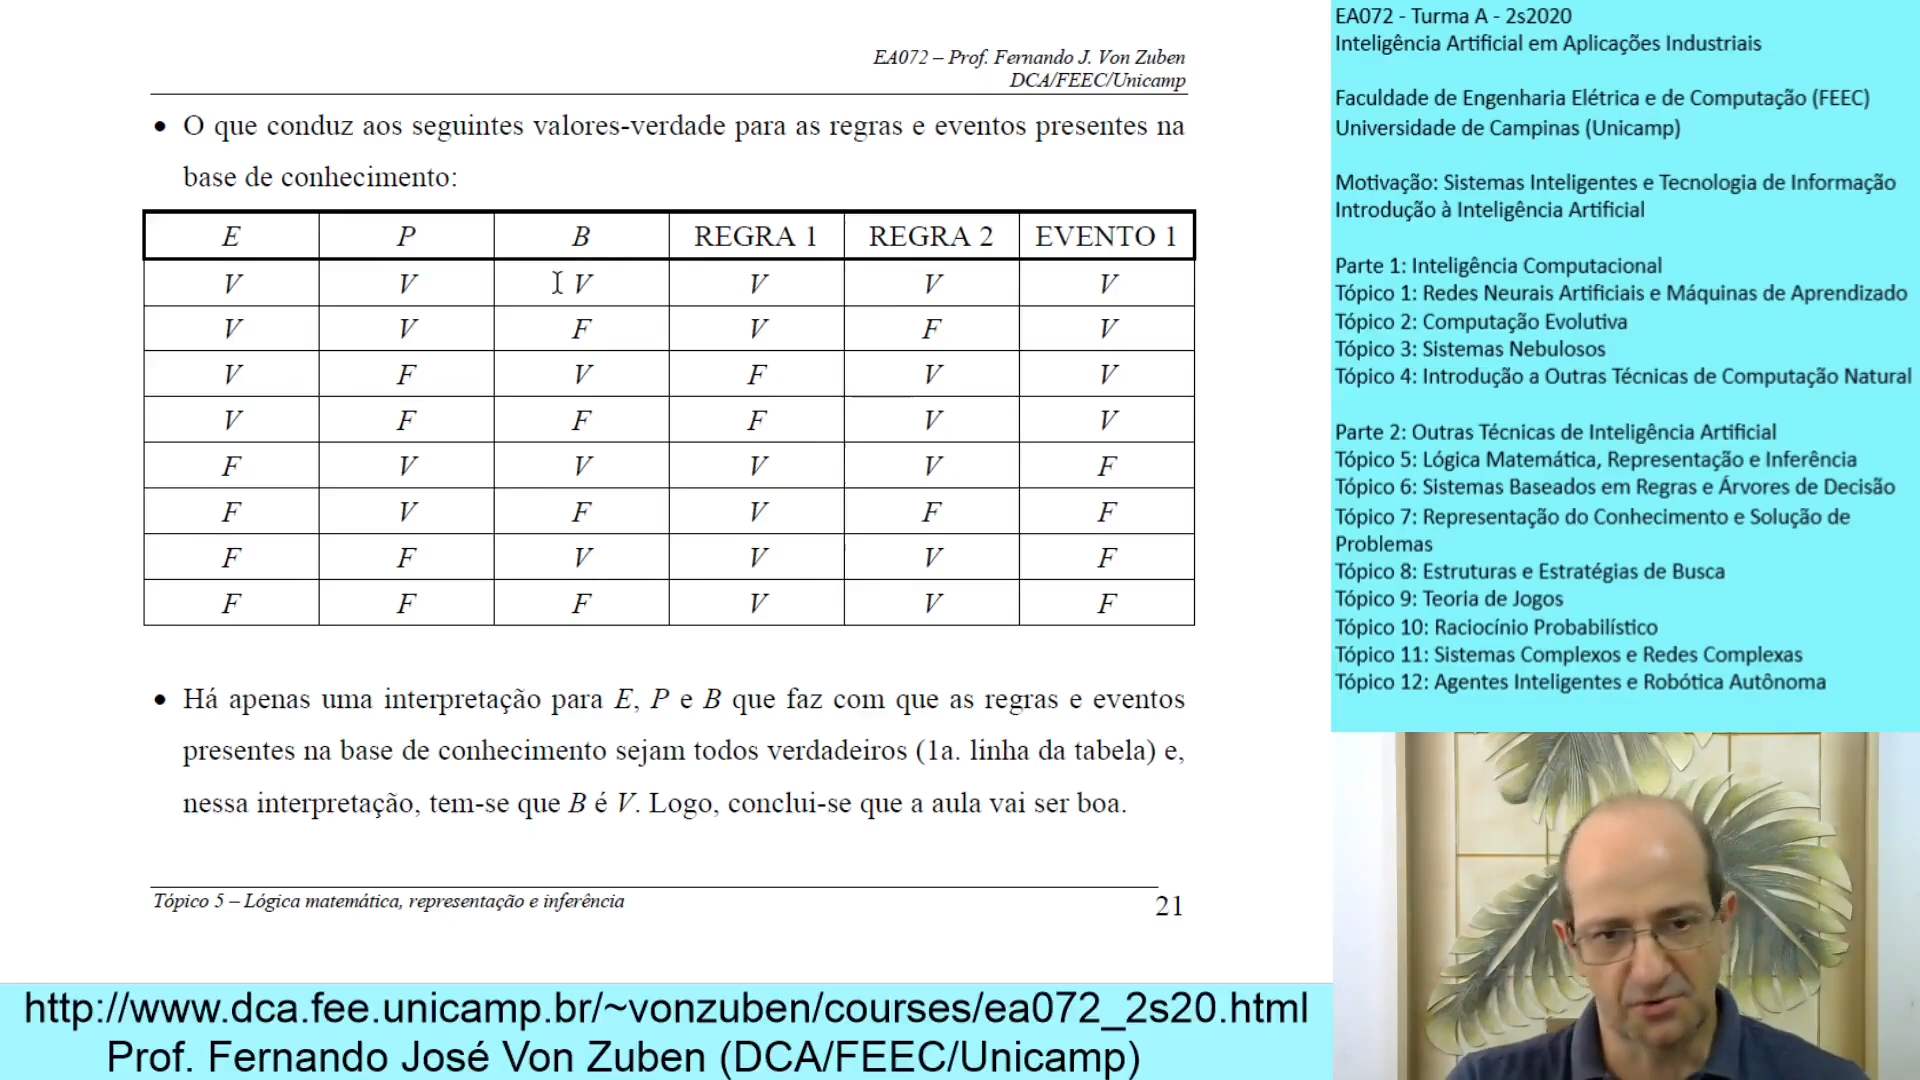 EA072 – Prof. Fernando J. Von Zuben
DCA/FEEC/Unicamp
• O que conduz aos seguintes valores-verdade para as regras e eventos presentes na
base de conhecimento:
E P B REGRA 1 REGRA 2 EVENTO 1
V V V V V V
V V F V F V
V F V F V V
V F F F V V
F V V V V F
F V F V F F
F F V V V F
F F F V V F
• Há apenas uma interpretação para E, P e B que faz com que as regras e eventos
presentes na base de conhecimento sejam todos verdadeiros (1a. linha da tabela) e,
nessa interpretação, tem-se que B é V. Logo, conclui-se que a aula vai ser boa.
Tópico 5 – Lógica matemática, representação e inferência
21
http://www.dca.fee.unicamp.br/~vonzuben/courses/ea072_2s20.html
Prof. Fernando José Von Zuben (DCA/FEEC/Unicamp)
EA072 - Turma A - 2s2020
Inteligência Artificial em Aplicações Industriais
Faculdade de Engenharia Elétrica e de Computação (FEEC)
Universidade de Campinas (Unicamp)
Motivação: Sistemas Inteligentes e Tecnologia de Informação
Introdução à Inteligência Artificial
Parte 1: Inteligência Computacional
Tópico 1: Redes Neurais Artificiais e Máquinas de Aprendizado
Tópico 2: Computação Evolutiva
Tópico 3: Sistemas Nebulosos
Tópico 4: Introdução a Outras Técnicas de Computação Natural
Parte 2: Outras Técnicas de Inteligência Artificial
Tópico 5: Lógica Matemática, Representação e Inferência
Tópico 6: Sistemas Baseados em Regras e Árvores de Decisão
Tópico 7: Representação do Conhecimento e Solução de
Problemas
Tópico 8: Estruturas e Estratégias de Busca
Tópico 9: Teoria de Jogos
Tópico 10: Raciocínio Probabilístico
Tópico 11: Sistemas Complexos e Redes Complexas
Tópico 12: Agentes Inteligentes e Robótica Autônoma